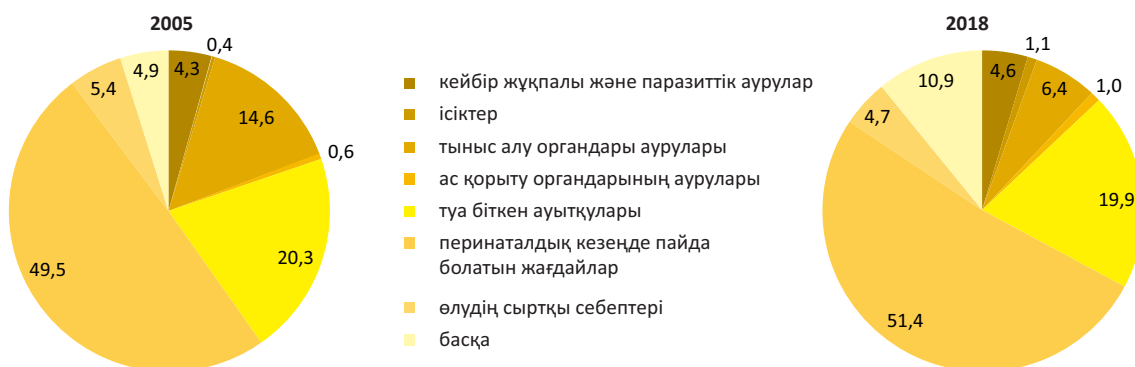 2005
4,3
0,4
14,6
0,6
20,3
49,5
5,4
4,9
кейбір жұқпалы және паразиттік аурулар
ісіктер
тыныс алу органдары аурулары
ас қорыту органдарының аурулары
туа біткен ауытқулары
перинаталдық кезеңде пайда
болатын жағдайлар
өлудің сыртқы себептері
басқа
2018
4,6
1,1
6,4
1,0
19,9
51,4
4,7
10,9